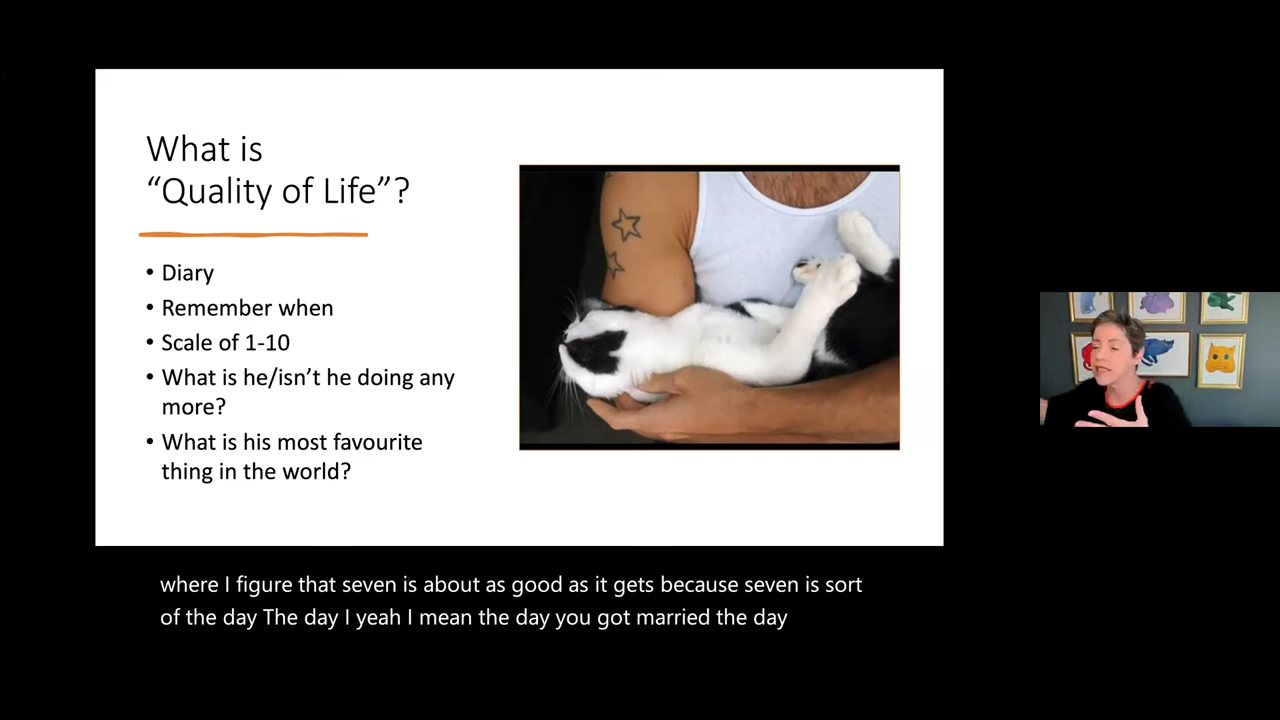 What is
“Quality of Life”?
• Diary
• Remember when
• Scale of 1-10
• What is he/isn’t he doing any
more?
• What is his most favourite
thing in the world?
where I figure that seven is about as good as it gets because seven is sort
of the day The day I yeah I mean the day you got married the day